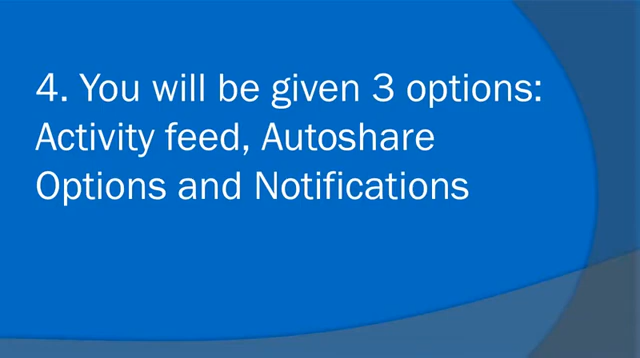 4. You will be given 3 options:
Activity feed, Autoshare
Options and Notifications